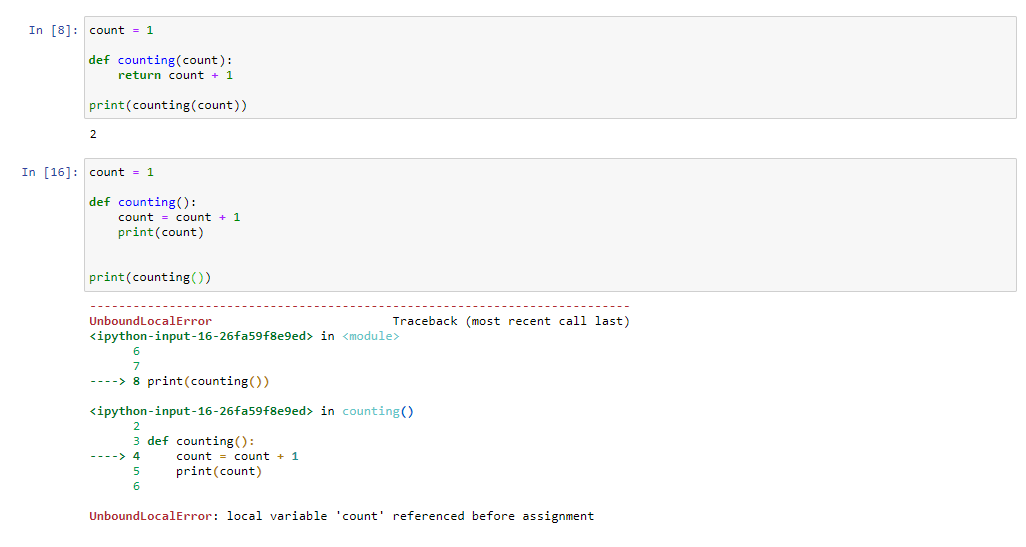 In [8]: count = 1
def counting(count):
    return count + 1
print(counting(count))
2
In [16]: count = 1
def counting():
    count = count + 1
    print(count)
print(counting())
---------------------------------------------------------------------------
UnboundLocalError                         Traceback (most recent call last)
<ipython-input-16-26fa59f8e9ed> in <module>
      6
      7
----> 8 print(counting())
<ipython-input-16-26fa59f8e9ed> in counting()
      2
      3 def counting():
----> 4     count = count + 1
      5     print(count)
      6
UnboundLocalError: local variable 'count' referenced before assignment